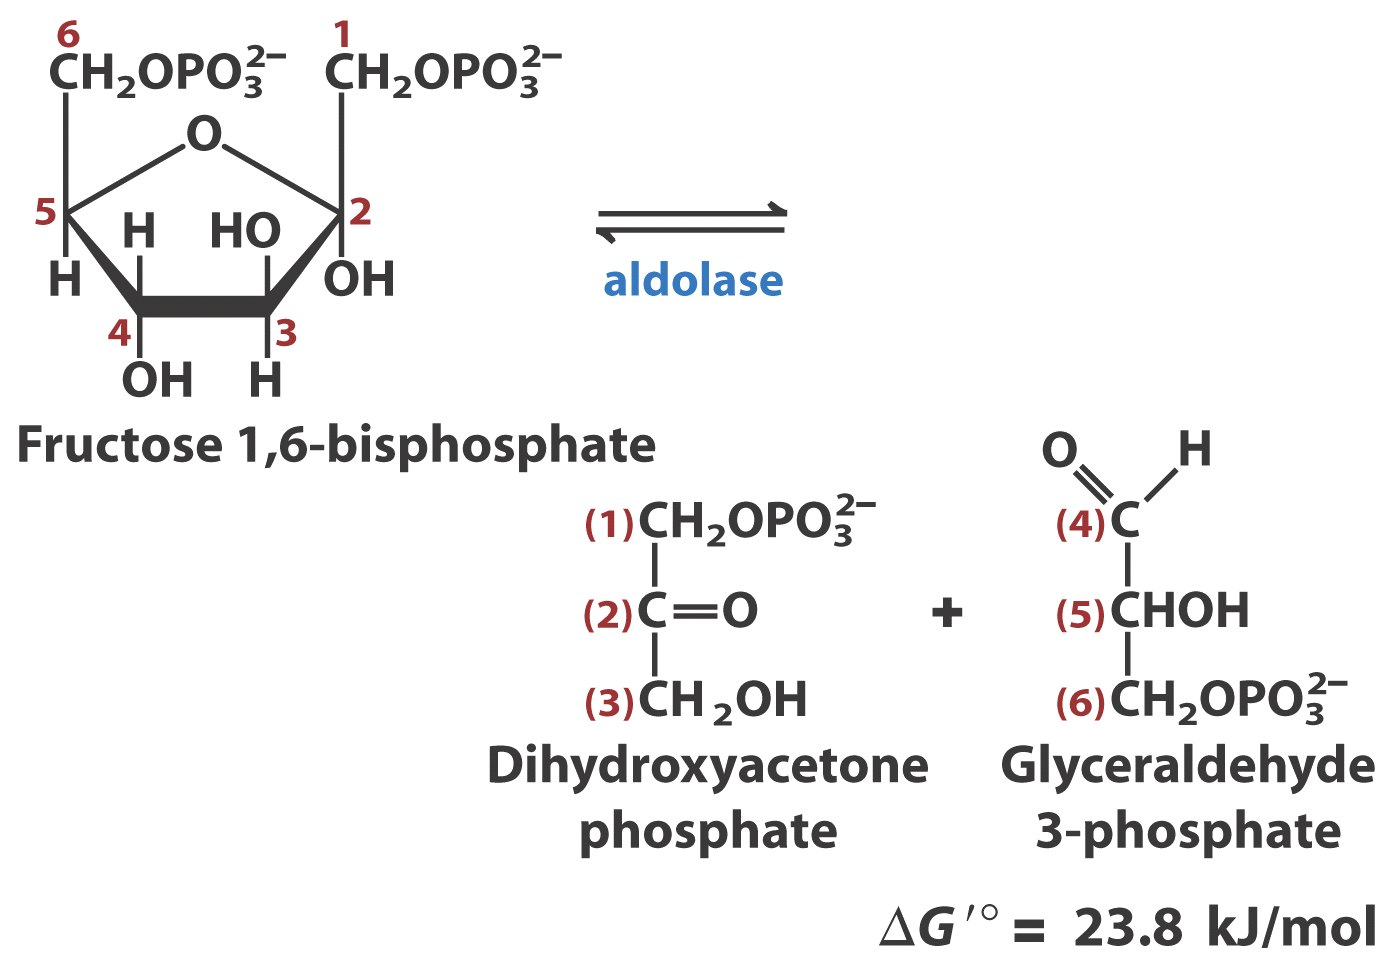 6 1
CH₂OPO₃²⁻ CH₂OPO₃²⁻
O
5 H HO 2
H OH
aldolase
4 3
OH H
Fructose 1,6-bisphosphate
O H
(1)CH₂OPO₃²⁻ (4)C
(2)C=O + (5)CHOH
(3)CH₂OH (6)CH₂OPO₃²⁻
Dihydroxyacetone Glyceraldehyde
phosphate 3-phosphate
ΔG′° = 23.8 kJ/mol